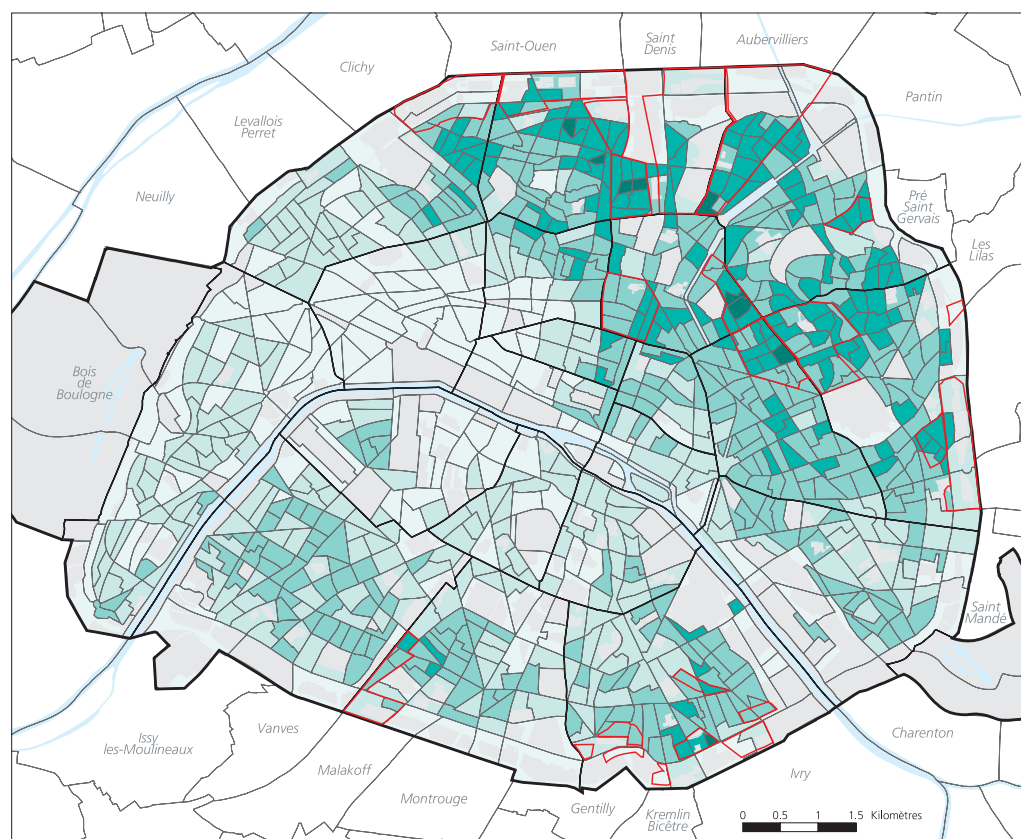 Saint-Ouen
Saint
Denis
Aubervilliers
Clichy
Pantin
Levallois
Perret
Neuilly
Pré
Saint
Gervais
Les
Lilas
Bois
de
Boulogne
Saint
Mandé
Issy
les-Moulineaux
Vanves
Malakoff
Montrouge
Gentilly
Kremlin
Bicêtre
Ivry
Charenton
0 0.5 1 1.5 Kilomètres